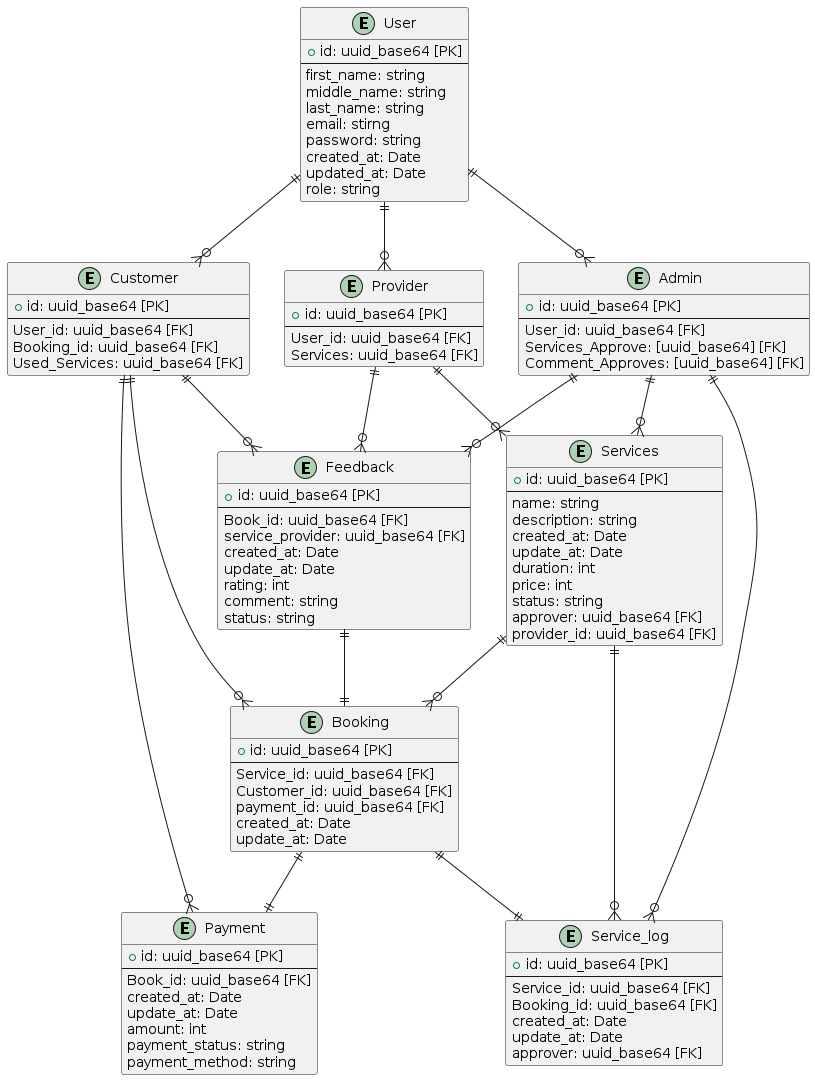 E User
id: uuid_base64 [PK]
first_name: string
middle_name: string
last_name: string
email: stirng
password: string
created_at: Date
updated_at: Date
role: string
E Customer
id: uuid_base64 [PK]
User_id: uuid_base64 [FK]
Booking_id: uuid_base64 [FK]
Used_Services: uuid_base64 [FK]
E Provider
id: uuid_base64 [PK]
User_id: uuid_base64 [FK]
Services: uuid_base64 [FK]
E Admin
id: uuid_base64 [PK]
User_id: uuid_base64 [FK]
Services_Approve: [uuid_base64] [FK]
Comment_Approves: [uuid_base64] [FK]
E Feedback
id: uuid_base64 [PK]
Book_id: uuid_base64 [FK]
service_provider: uuid_base64 [FK]
created_at: Date
update_at: Date
rating: int
comment: string
status: string
E Services
id: uuid_base64 [PK]
name: string
description: string
created_at: Date
update_at: Date
duration: int
price: int
status: string
approver: uuid_base64 [FK]
provider_id: uuid_base64 [FK]
E Booking
id: uuid_base64 [PK]
Service_id: uuid_base64 [FK]
Customer_id: uuid_base64 [FK]
payment_id: uuid_base64 [FK]
created_at: Date
update_at: Date
E Payment
id: uuid_base64 [PK]
Book_id: uuid_base64 [FK]
created_at: Date
update_at: Date
amount: int
payment_status: string
payment_method: string
E Service_log
id: uuid_base64 [PK]
Service_id: uuid_base64 [FK]
Booking_id: uuid_base64 [FK]
created_at: Date
update_at: Date
approver: uuid_base64 [FK]